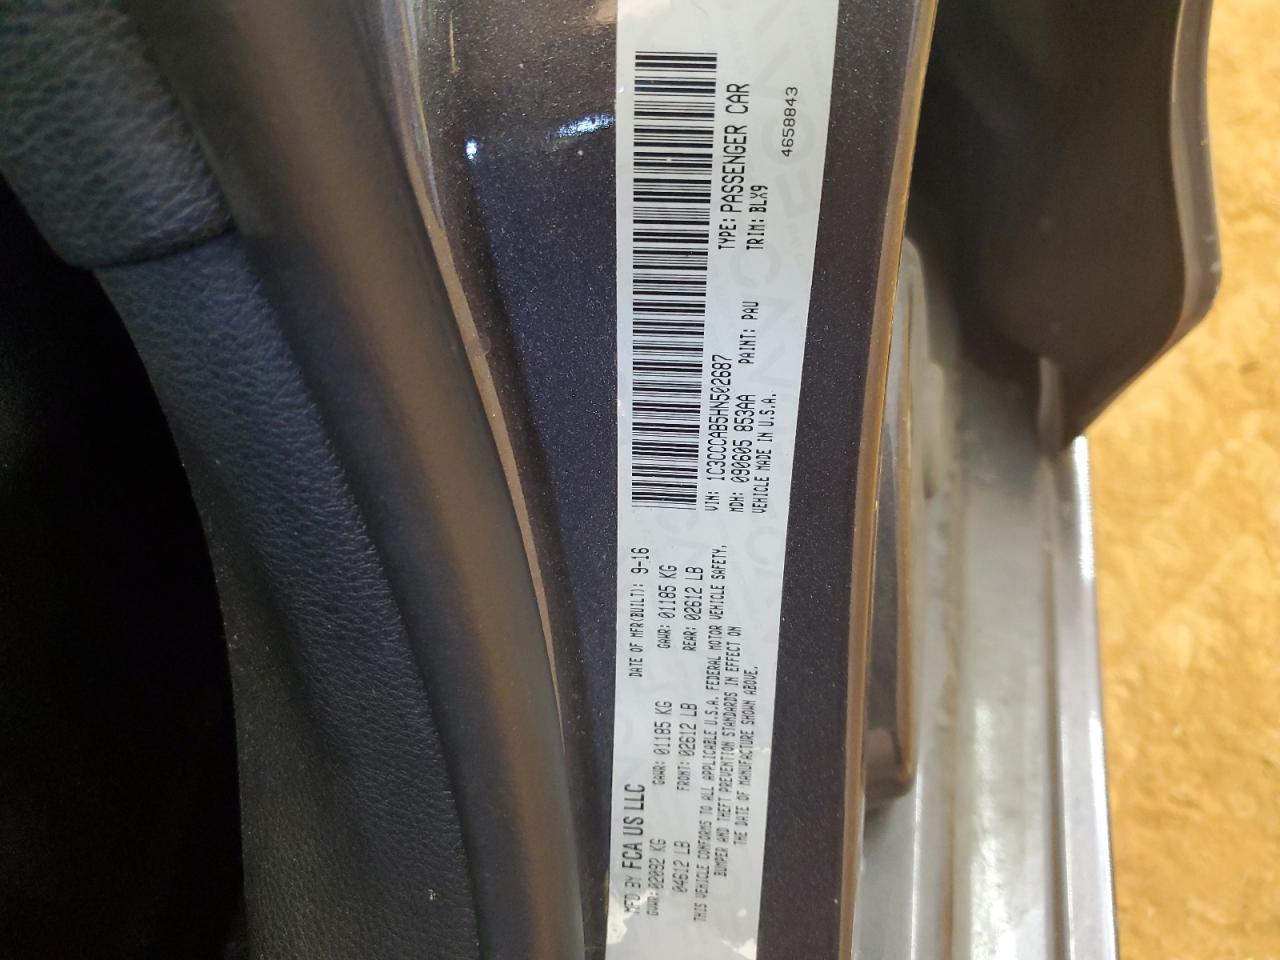 MFD BY FCA US LLC
DATE OF MFR(BUILT): 9-16
GVWR: 02092 KG
GAWR: 01185 KG
GAWR: 01185 KG
04612 LB
FRONT: 02612 LB
REAR: 02612 LB
THIS VEHICLE CONFORMS TO ALL APPLICABLE U.S.A. FEDERAL MOTOR VEHICLE SAFETY,
BUMPER AND THEFT PREVENTION STANDARDS IN EFFECT ON
THE DATE OF MANUFACTURE SHOWN ABOVE.
VIN: 1C3CCCAB5HN502687
TYPE: PASSENGER CAR
MDH: 090605 853AA
PAINT: PAU
TRIM: BLX9
VEHICLE MADE IN U.S.A.
4658843